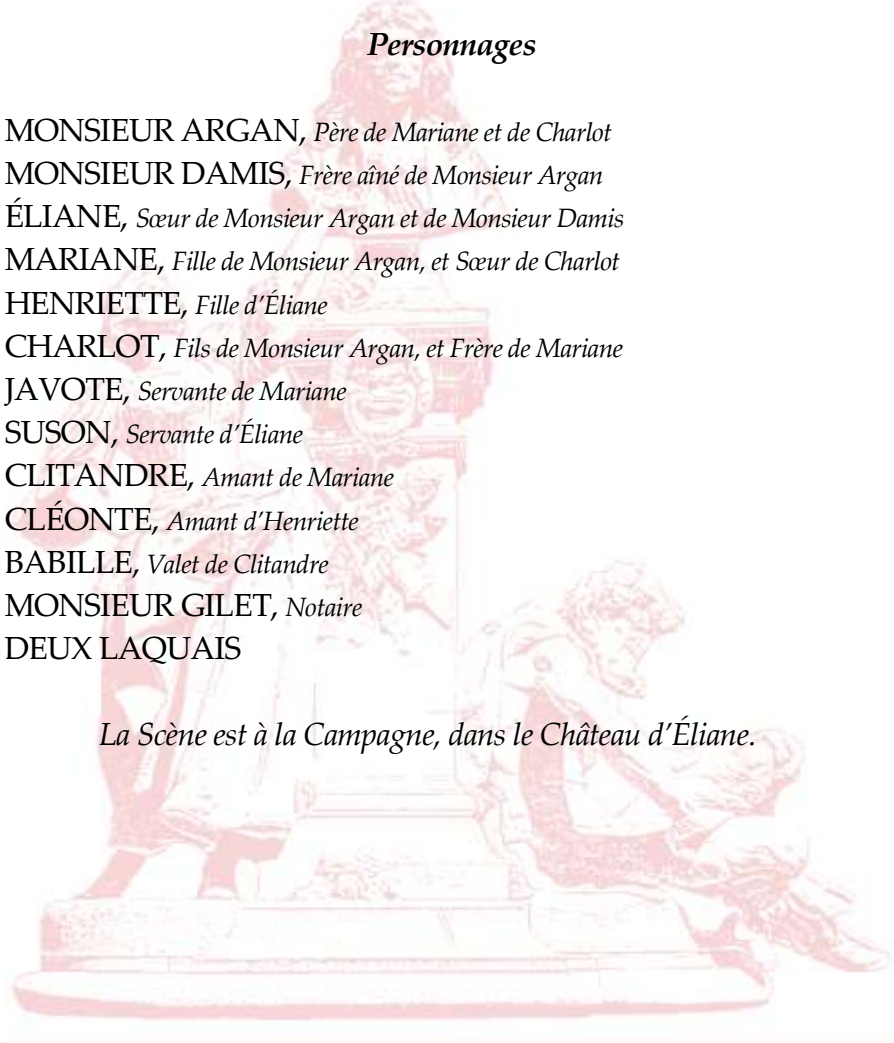 Personnages
MONSIEUR ARGAN, Père de Mariane et de Charlot
MONSIEUR DAMIS, Frère aîné de Monsieur Argan
ÉLIANE, Sœur de Monsieur Argan et de Monsieur Damis
MARIANE, Fille de Monsieur Argan, et Sœur de Charlot
HENRIETTE, Fille d’Éliane
CHARLOT, Fils de Monsieur Argan, et Frère de Mariane
JAVOTE, Servante de Mariane
SUSON, Servante d’Éliane
CLITANDRE, Amant de Mariane
CLÉONTE, Amant d’Henriette
BABILLE, Valet de Clitandre
MONSIEUR GILET, Notaire
DEUX LAQUAIS
La Scène est à la Campagne, dans le Château d’Éliane.